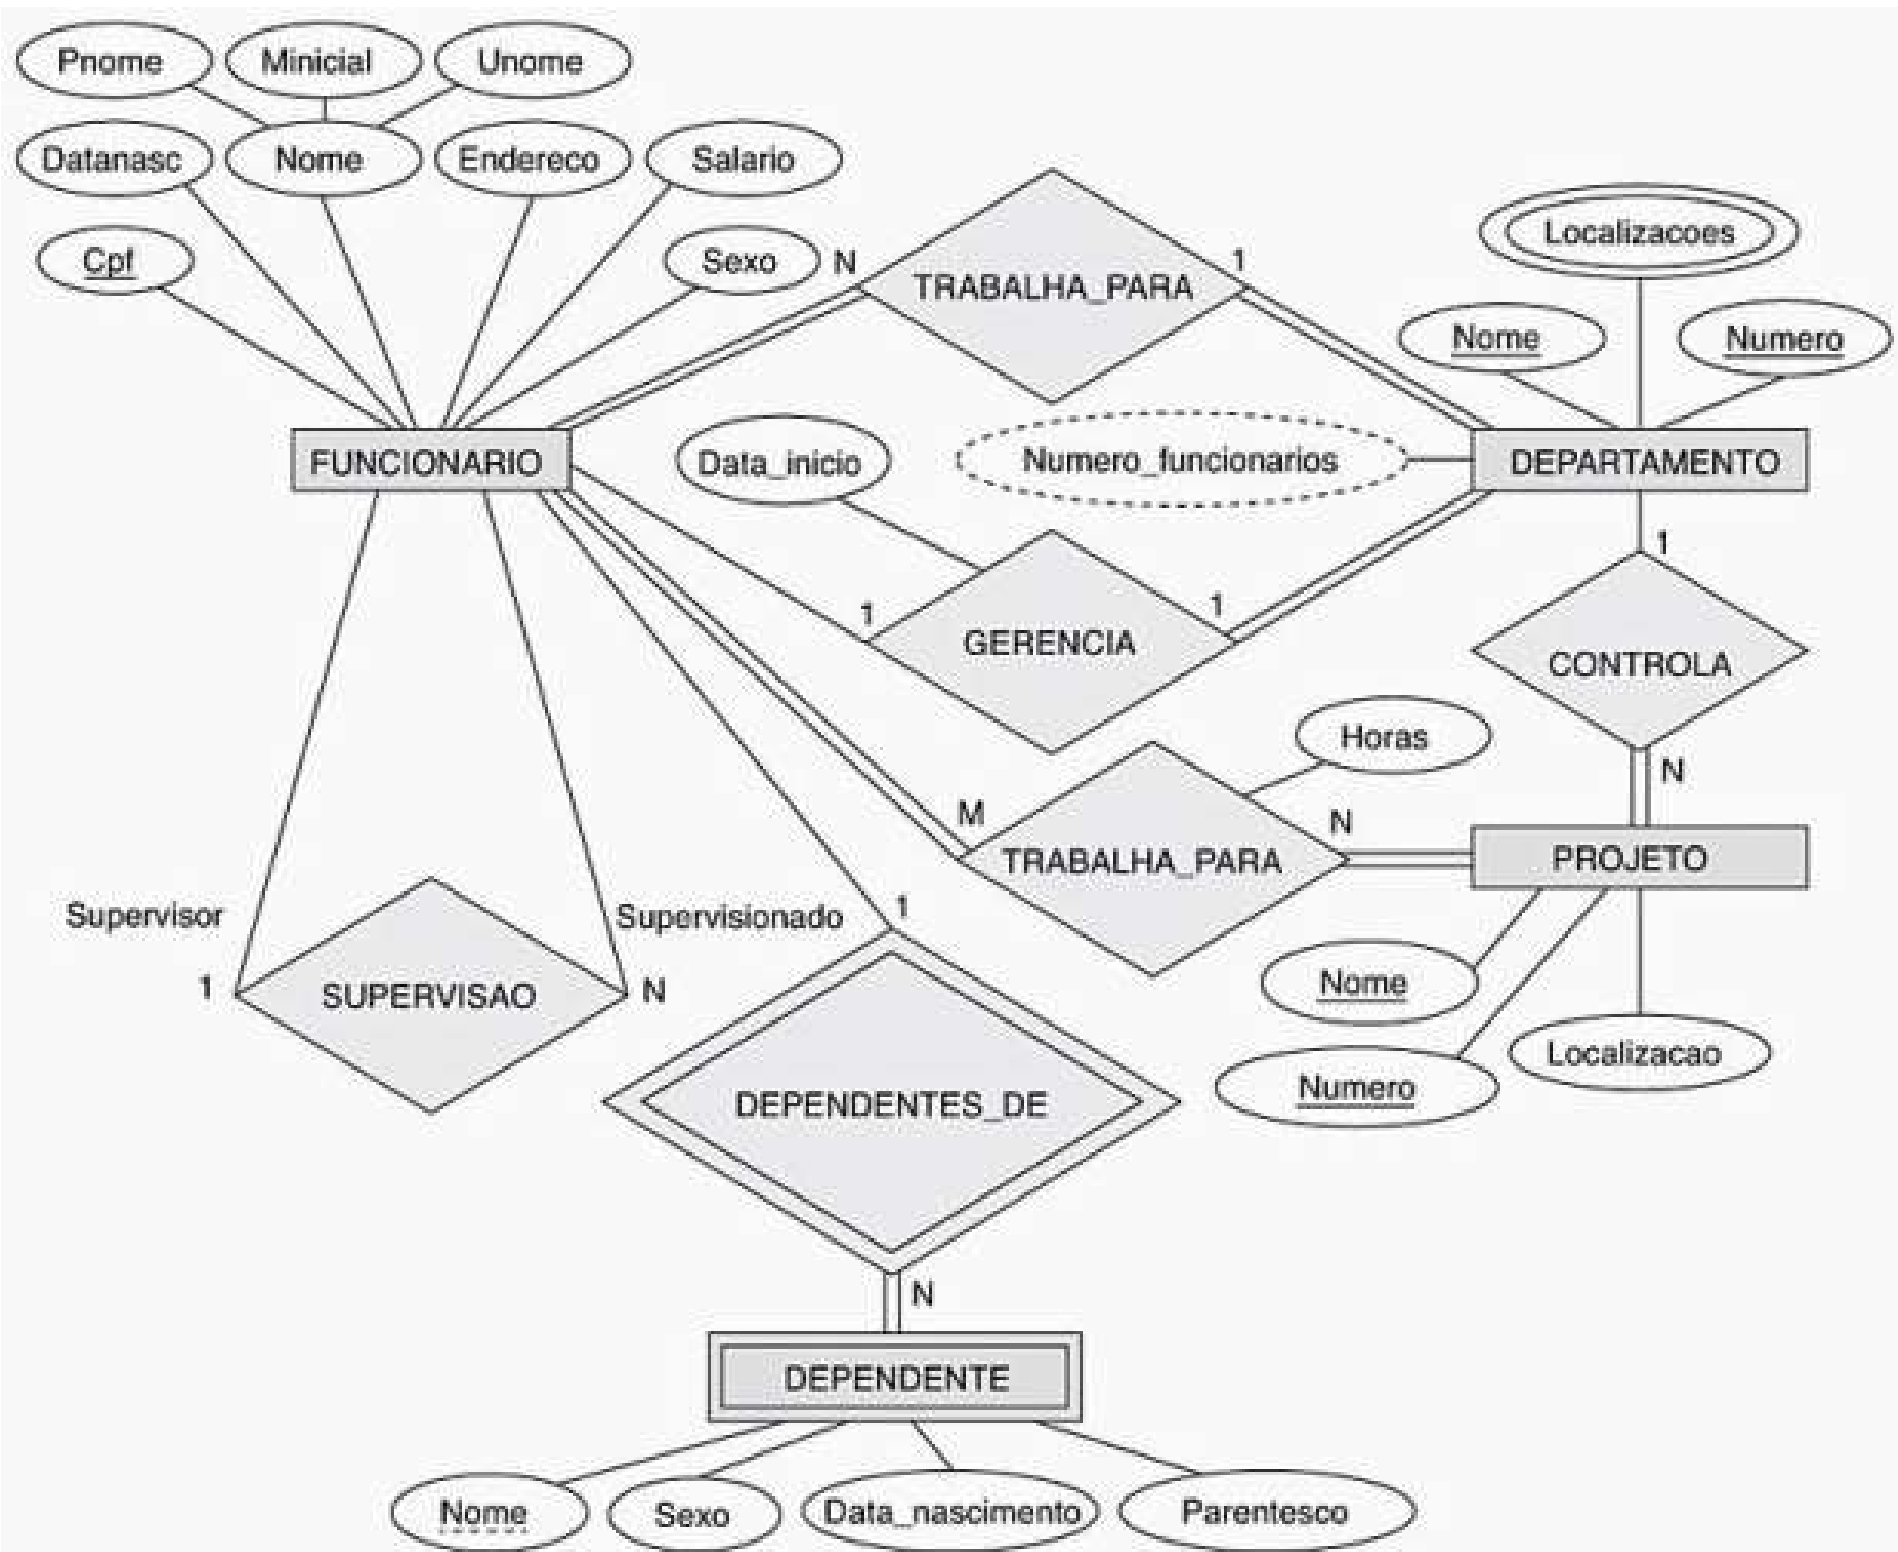 Pnome
Minicial
Unome
Datanasc
Nome
Endereco
Salario
Cpf
Sexo
N
TRABALHA_PARA
1
Localizacoes
Nome
Numero
FUNCIONARIO
Data_inicio
Numero_funcionarios
DEPARTAMENTO
1
GERENCIA
1
1
CONTROLA
N
Horas
M
TRABALHA_PARA
N
PROJETO
Supervisor
Supervisionado
1
1
SUPERVISAO
N
Nome
Localizacao
Numero
DEPENDENTES_DE
N
DEPENDENTE
Nome
Sexo
Data_nascimento
Parentesco